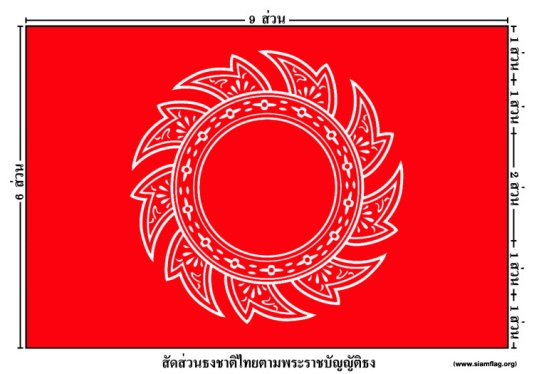 9 ส่วน
6 ส่วน
1 ส่วน
1 ส่วน
2 ส่วน
1 ส่วน
1 ส่วน
สัดส่วนธงชาติไทยตามพระราชบัญญัติธง
(www.siamflag.org)